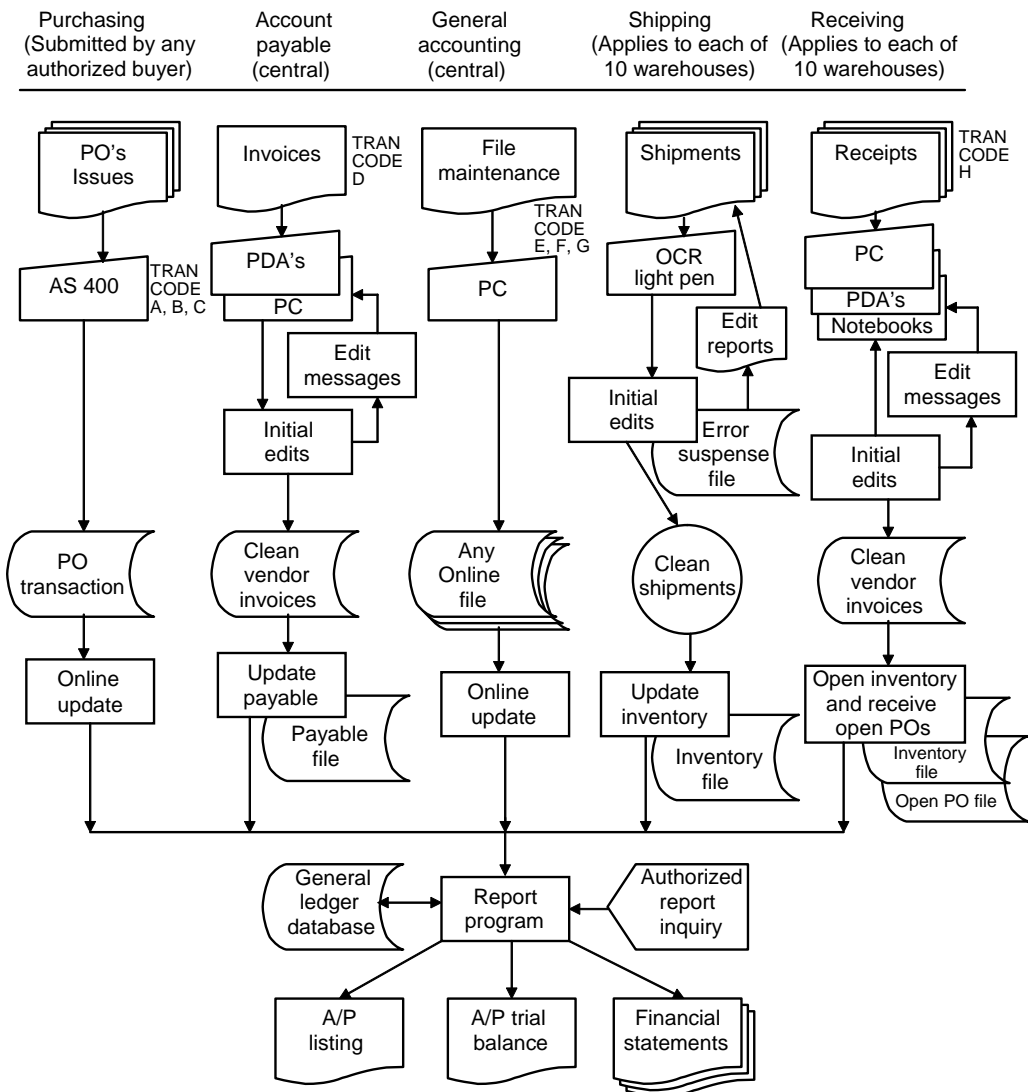 Purchasing
(Submitted by any
authorized buyer)
Account
payable
(central)
General
accounting
(central)
Shipping
(Applies to each of
10 warehouses)
Receiving
(Applies to each of
10 warehouses)
PO's
Issues
Invoices
TRAN
CODE
D
File
maintenance
TRAN
CODE
E, F, G
Shipments
Receipts
TRAN
CODE
H
AS 400
TRAN
CODE
A, B, C
PDA's
PC
PC
OCR
light pen
PC
PDA's
Notebooks
Edit
messages
Edit
reports
Edit
messages
Initial
edits
Initial
edits
Error
suspense
file
Initial
edits
PO
transaction
Clean
vendor
invoices
Any
Online
file
Clean
shipments
Clean
vendor
invoices
Online
update
Update
payable
Payable
file
Online
update
Update
inventory
Inventory
file
Open inventory
and receive
open POs
Inventory
file
Open PO file
General
ledger
database
Report
program
Authorized
report
inquiry
A/P
listing
A/P trial
balance
Financial
statements